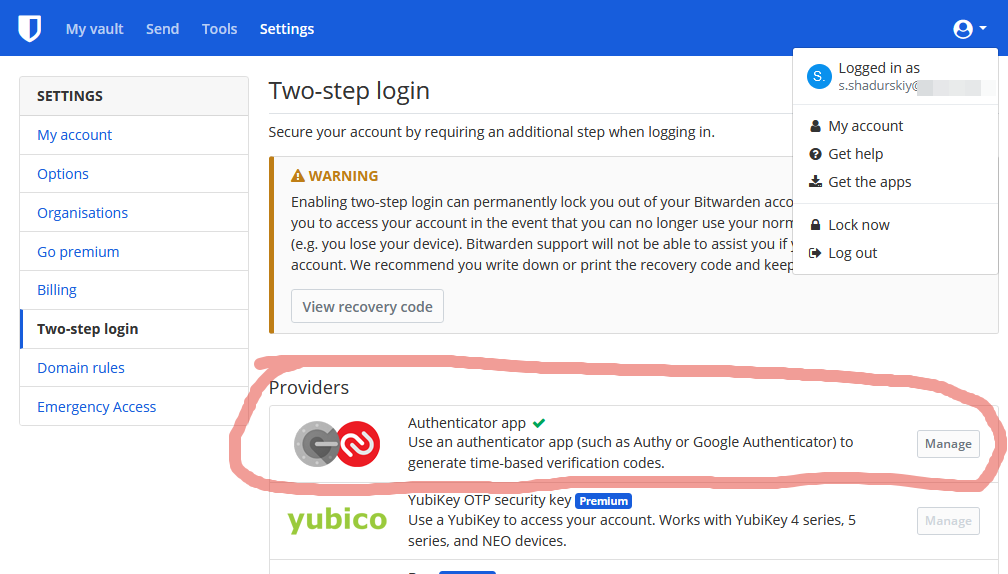 My vault Send Tools Settings
Logged in as
S. s.shadurskiy@
My account
Get help
Get the apps
Lock now
Log out
SETTINGS
My account
Options
Organisations
Go premium
Billing
Two-step login
Domain rules
Emergency Access
Two-step login
Secure your account by requiring an additional step when logging in.
WARNING
Enabling two-step login can permanently lock you out of your Bitwarden
you to access your account in the event that you can no longer use your
(e.g. you lose your device). Bitwarden support will not be able to assist you if
account. We recommend you write down or print the recovery code and keep
View recovery code
Providers
Authenticator app
Use an authenticator app (such as Authy or Google Authenticator) to
generate time-based verification codes.
Manage
yubico
YubiKey OTP security key Premium
Use a YubiKey to access your account. Works with YubiKey 4 series, 5
series, and NEO devices.
Manage